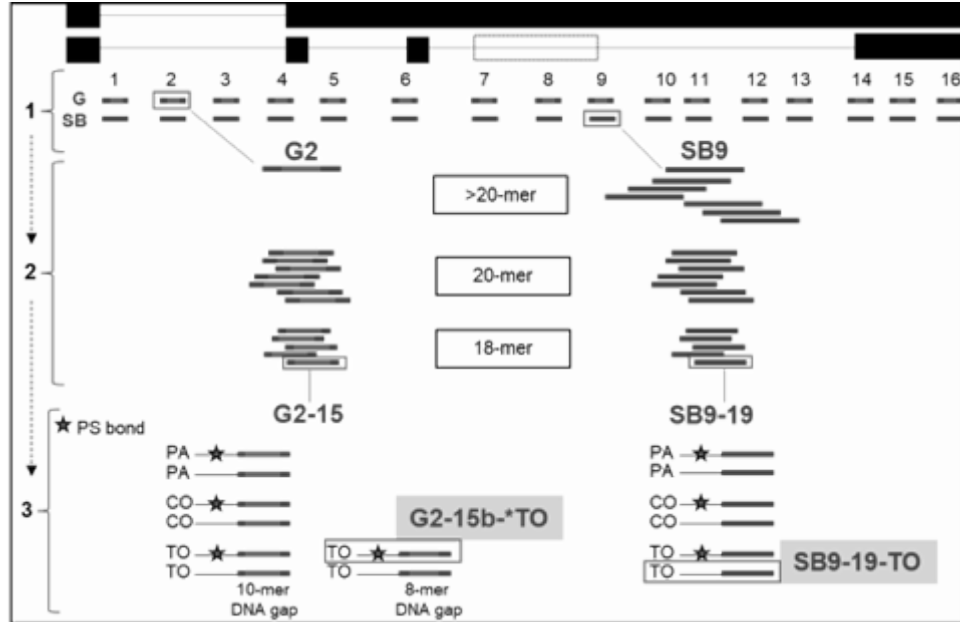 1 2 3 4 5 6 7 8 9 10 11 12 13 14 15 16
G
1
SB
G2 SB9
>20-mer
2
20-mer
18-mer
G2-15 SB9-19
PS bond
PA PA
PA PA
3
CO CO
CO CO
G2-15b-*TO
TO TO TO SB9-19-TO
TO TO TO
10-mer 8-mer
DNA gap DNA gap